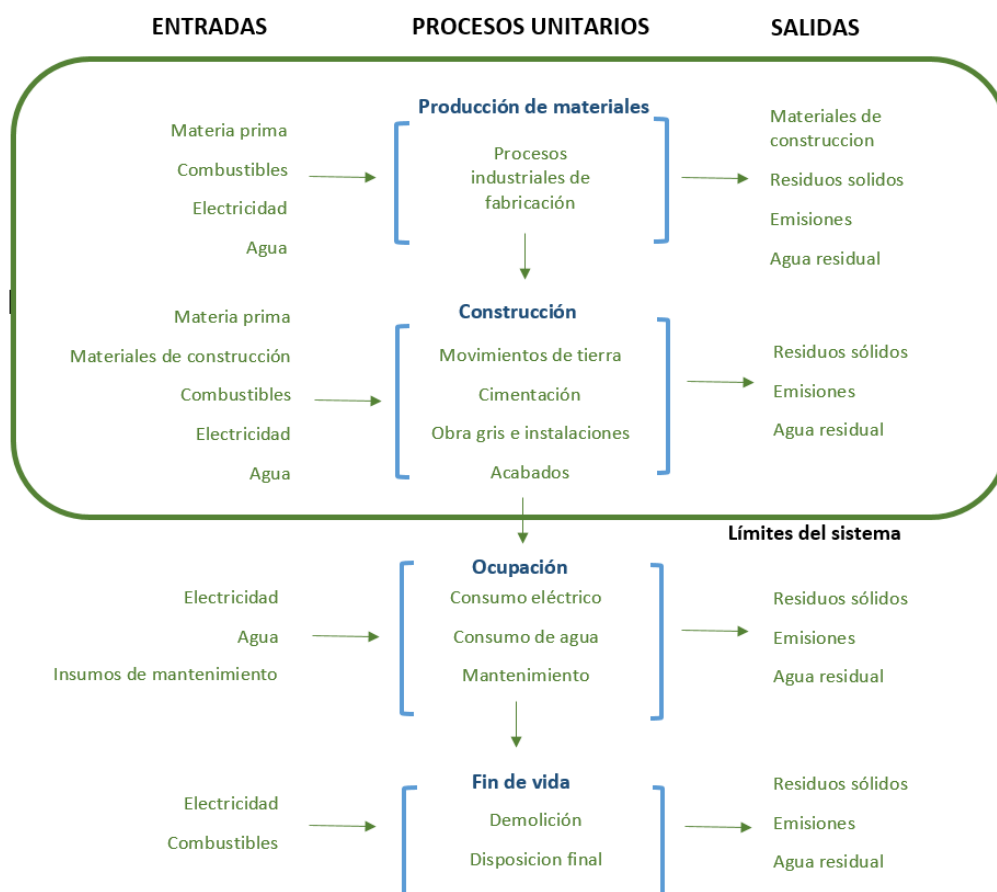 ENTRADAS
PROCESOS UNITARIOS
SALIDAS
Producción de materiales
Materia prima
Combustibles
Electricidad
Agua
Procesos
industriales de
fabricación
Materiales de
construccion
Residuos solidos
Emisiones
Agua residual
Construcción
Materia prima
Materiales de construcción
Combustibles
Electricidad
Agua
Movimientos de tierra
Cimentación
Obra gris e instalaciones
Acabados
Residuos sólidos
Emisiones
Agua residual
Límites del sistema
Ocupación
Electricidad
Agua
Insumos de mantenimiento
Consumo eléctrico
Consumo de agua
Mantenimiento
Residuos sólidos
Emisiones
Agua residual
Fin de vida
Electricidad
Combustibles
Demolición
Disposicion final
Residuos sólidos
Emisiones
Agua residual